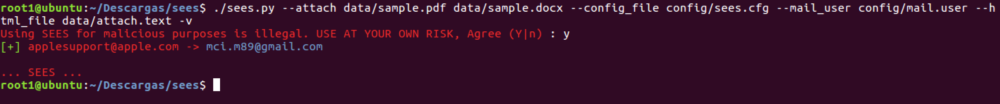 root1@ubuntu:~/Descargas/sees$ ./sees.py --attach data/sample.pdf data/sample.docx --config_file config/sees.cfg --mail_user config/mail.user --h
tml_file data/attach.text -v
Using SEES for malicious purposes is illegal. USE AT YOUR OWN RISK, Agree (Y|n) : y
[+] applesupport@apple.com -> mci.m89@gmail.com
... SEES ...
root1@ubuntu:~/Descargas/sees$